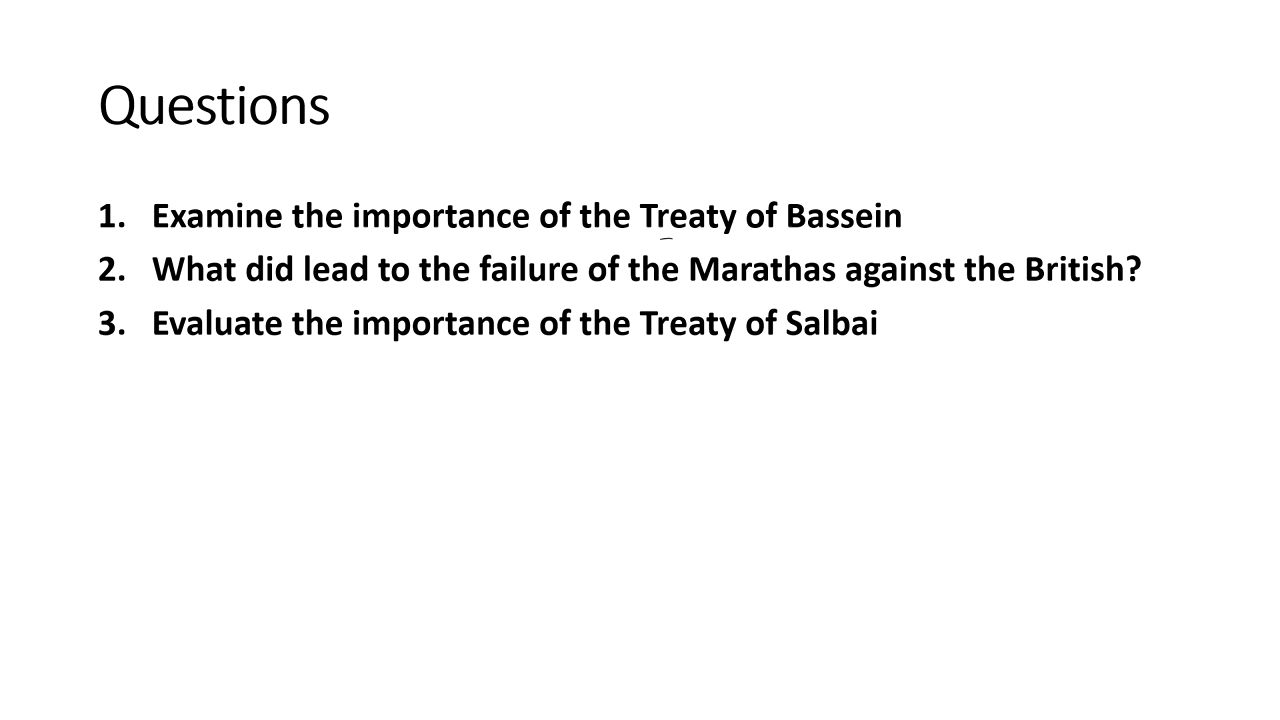 Questions
1. Examine the importance of the Treaty of Bassein
2. What did lead to the failure of the Marathas against the British?
3. Evaluate the importance of the Treaty of Salbai